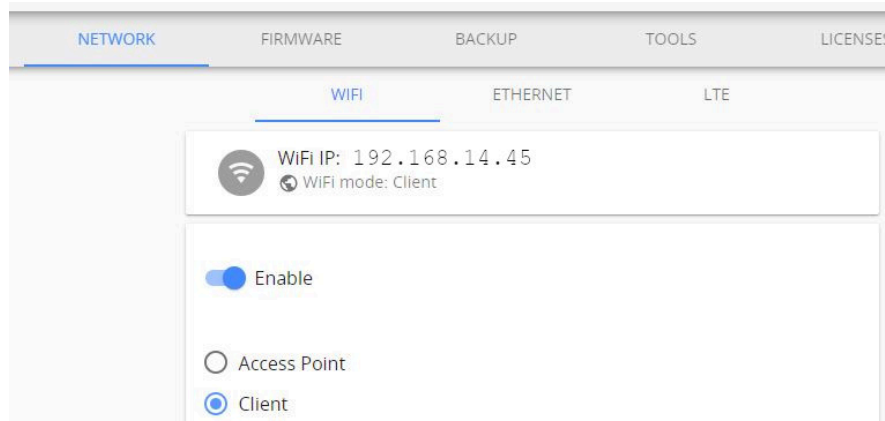 NETWORK FIRMWARE BACKUP TOOLS LICENSES
WIFI ETHERNET LTE
WiFi IP: 192.168.14.45
WiFi mode: Client
Enable
Access Point
Client